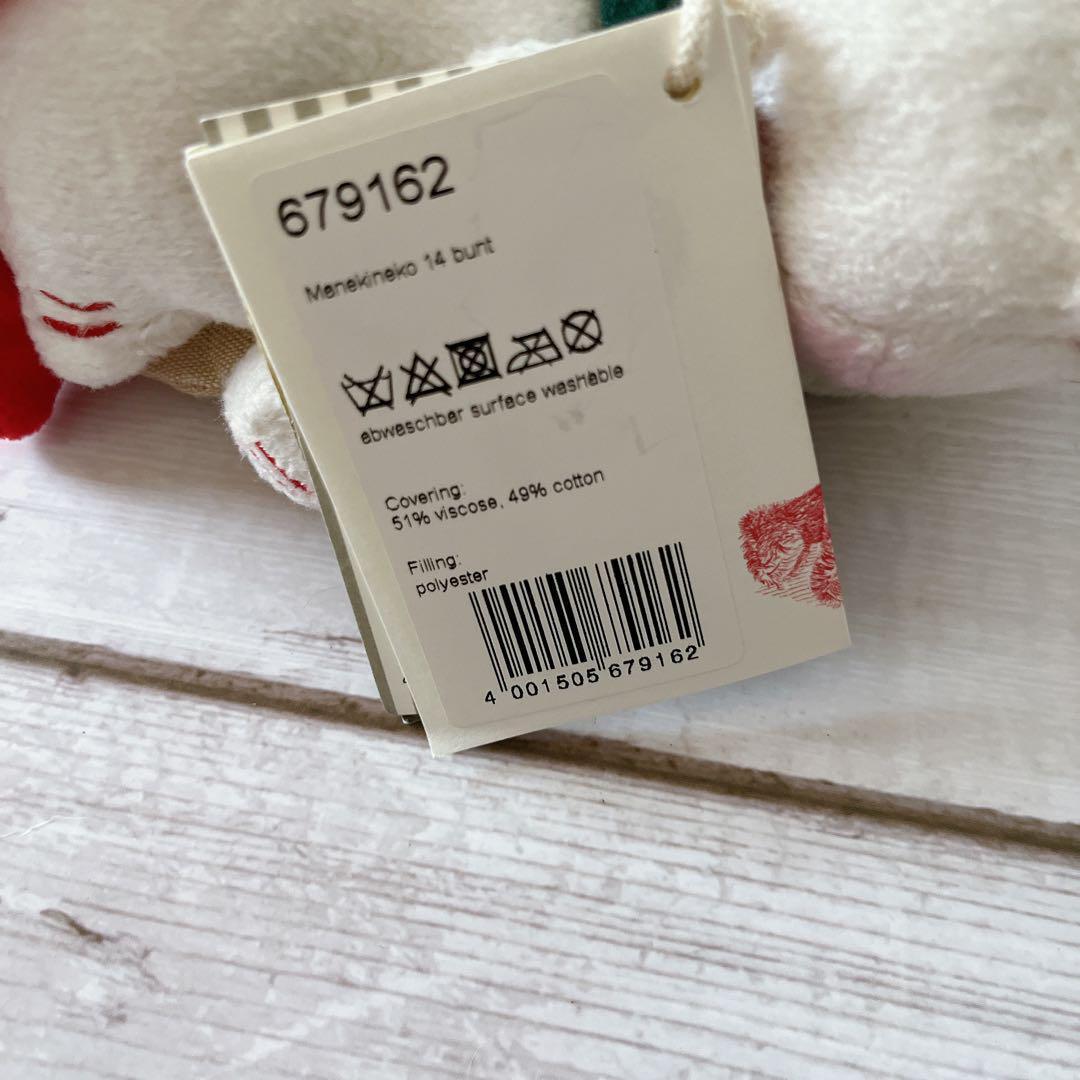 679162
Manekineko 14 bunt
abwaschbar surface washable
Covering:
51% viscose, 49% cotton
Filling:
polyester
4 001505 679162